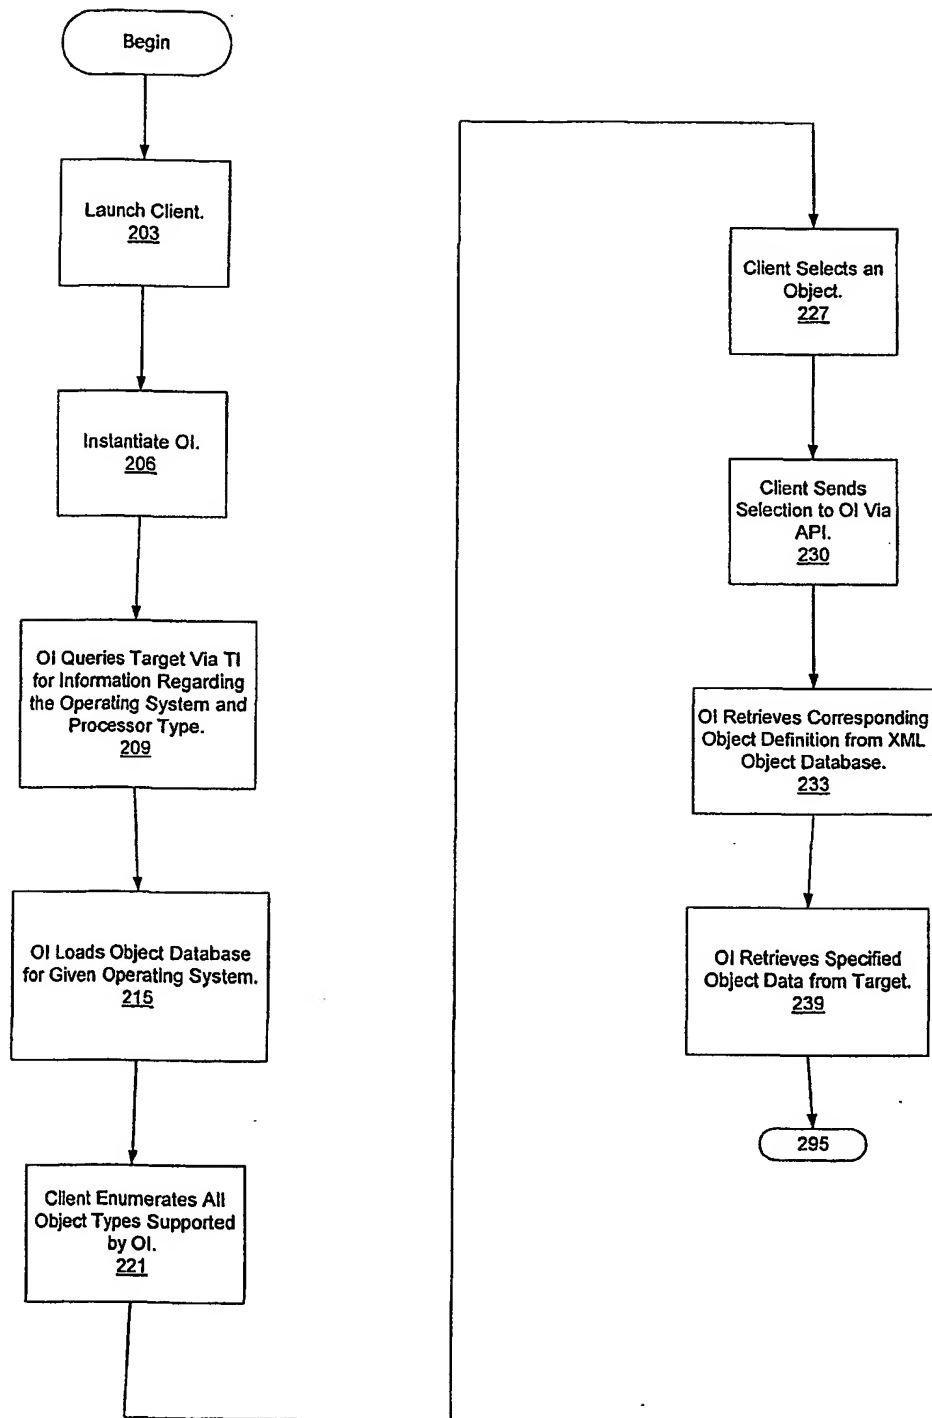 Begin
Launch Client.
203
Instantiate OI.
206
OI Queries Target Via TI
for Information Regarding
the Operating System and
Processor Type.
209
OI Loads Object Database
for Given Operating System.
215
Client Enumerates All
Object Types Supported
by OI.
221
Client Selects an
Object.
227
Client Sends
Selection to OI Via
API.
230
OI Retrieves Corresponding
Object Definition from XML
Object Database.
233
OI Retrieves Specified
Object Data from Target.
239
295